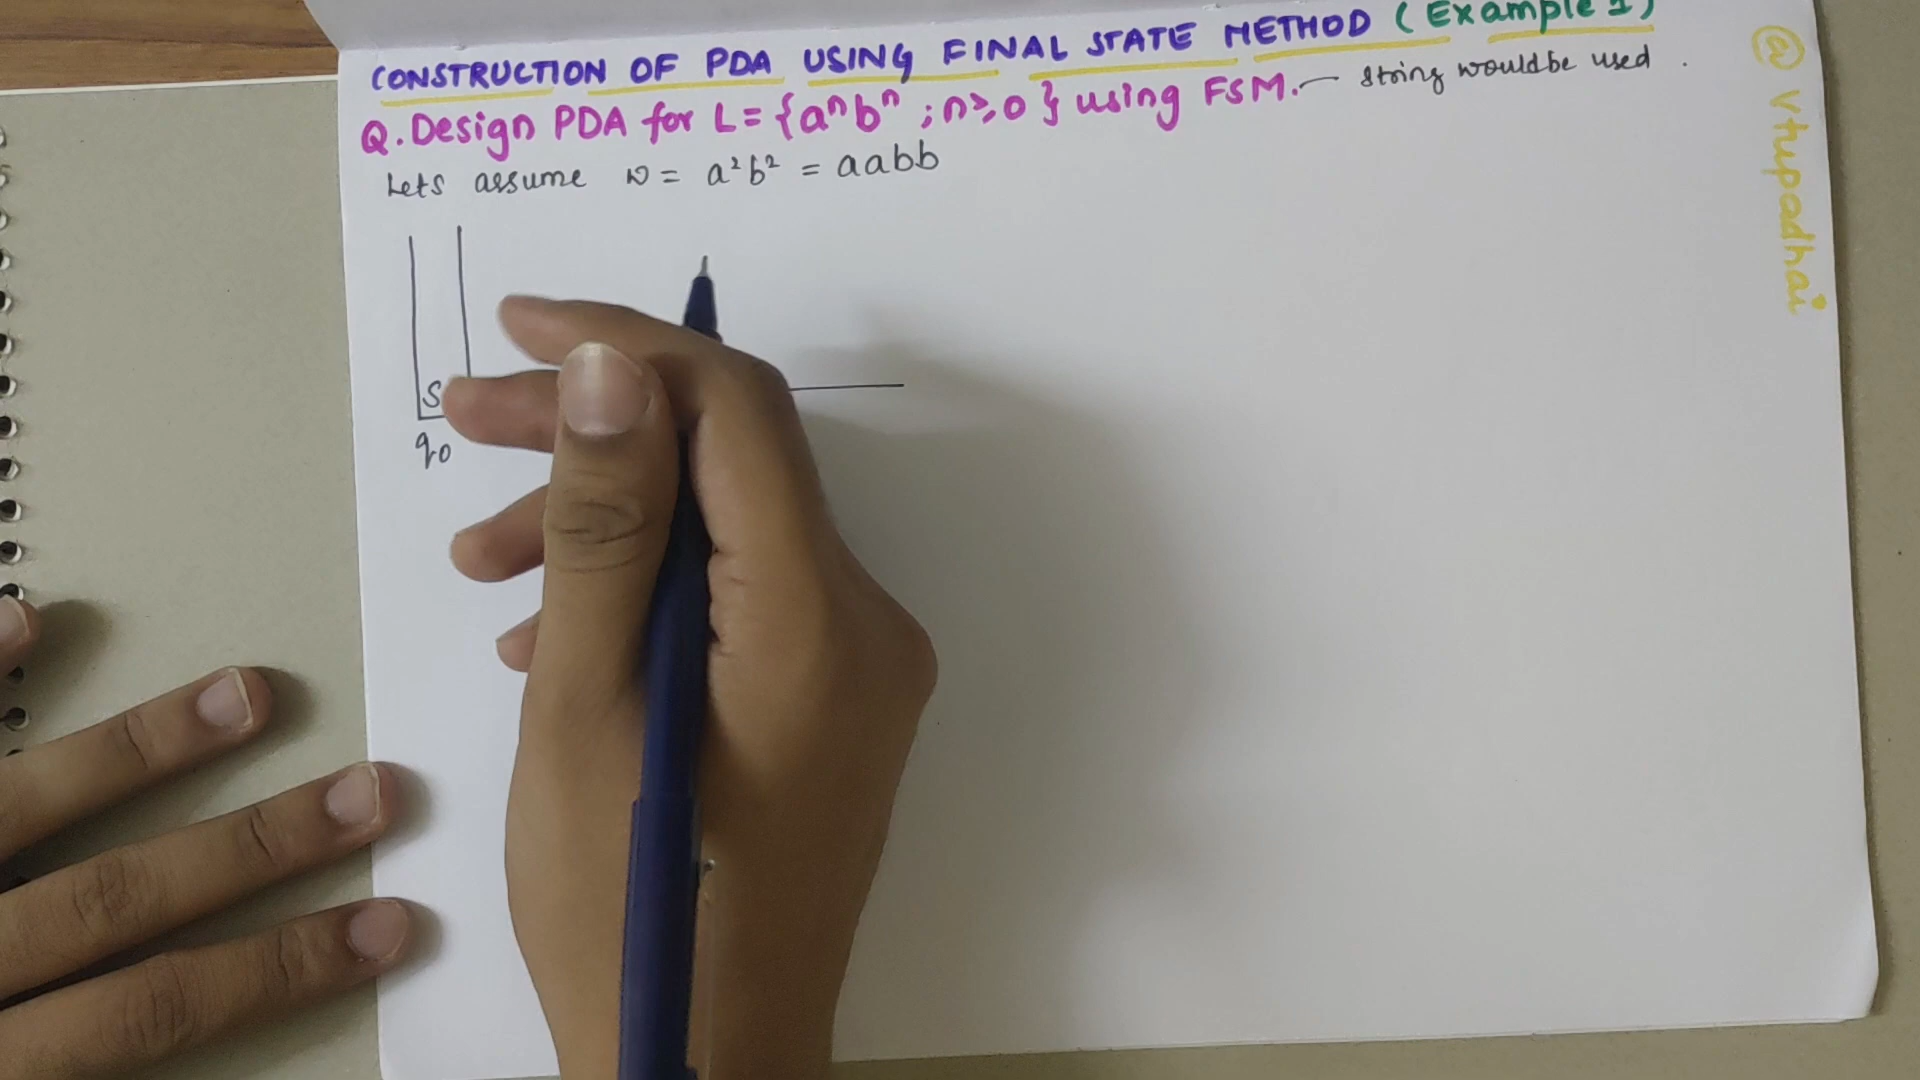 CONSTRUCTION OF PDA USING FINAL STATE METHOD (Example 1)
Q. Design PDA for L = {aⁿbⁿ ; n≥0} using FSM. — string would be used.
Lets assume w = a²b² = aabb
S
q0
@Vtupadhai